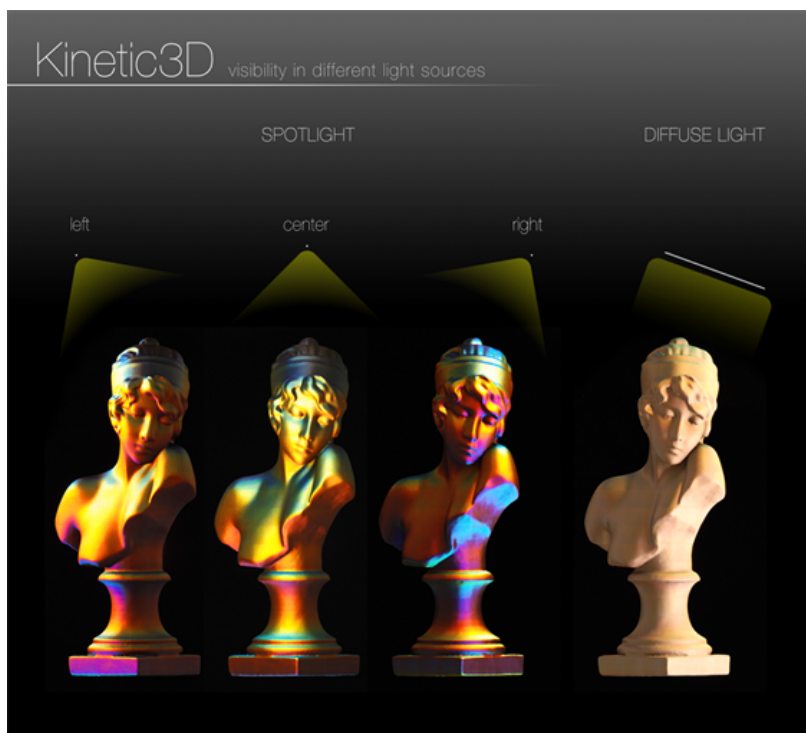 Kinetic3D visibility in different light sources
SPOTLIGHT DIFFUSE LIGHT
left center right